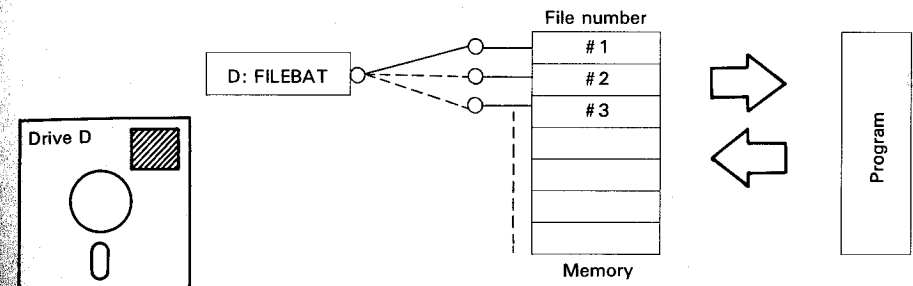 File number
# 1
D: FILEBAT
# 2
# 3
Drive D
Program
Memory